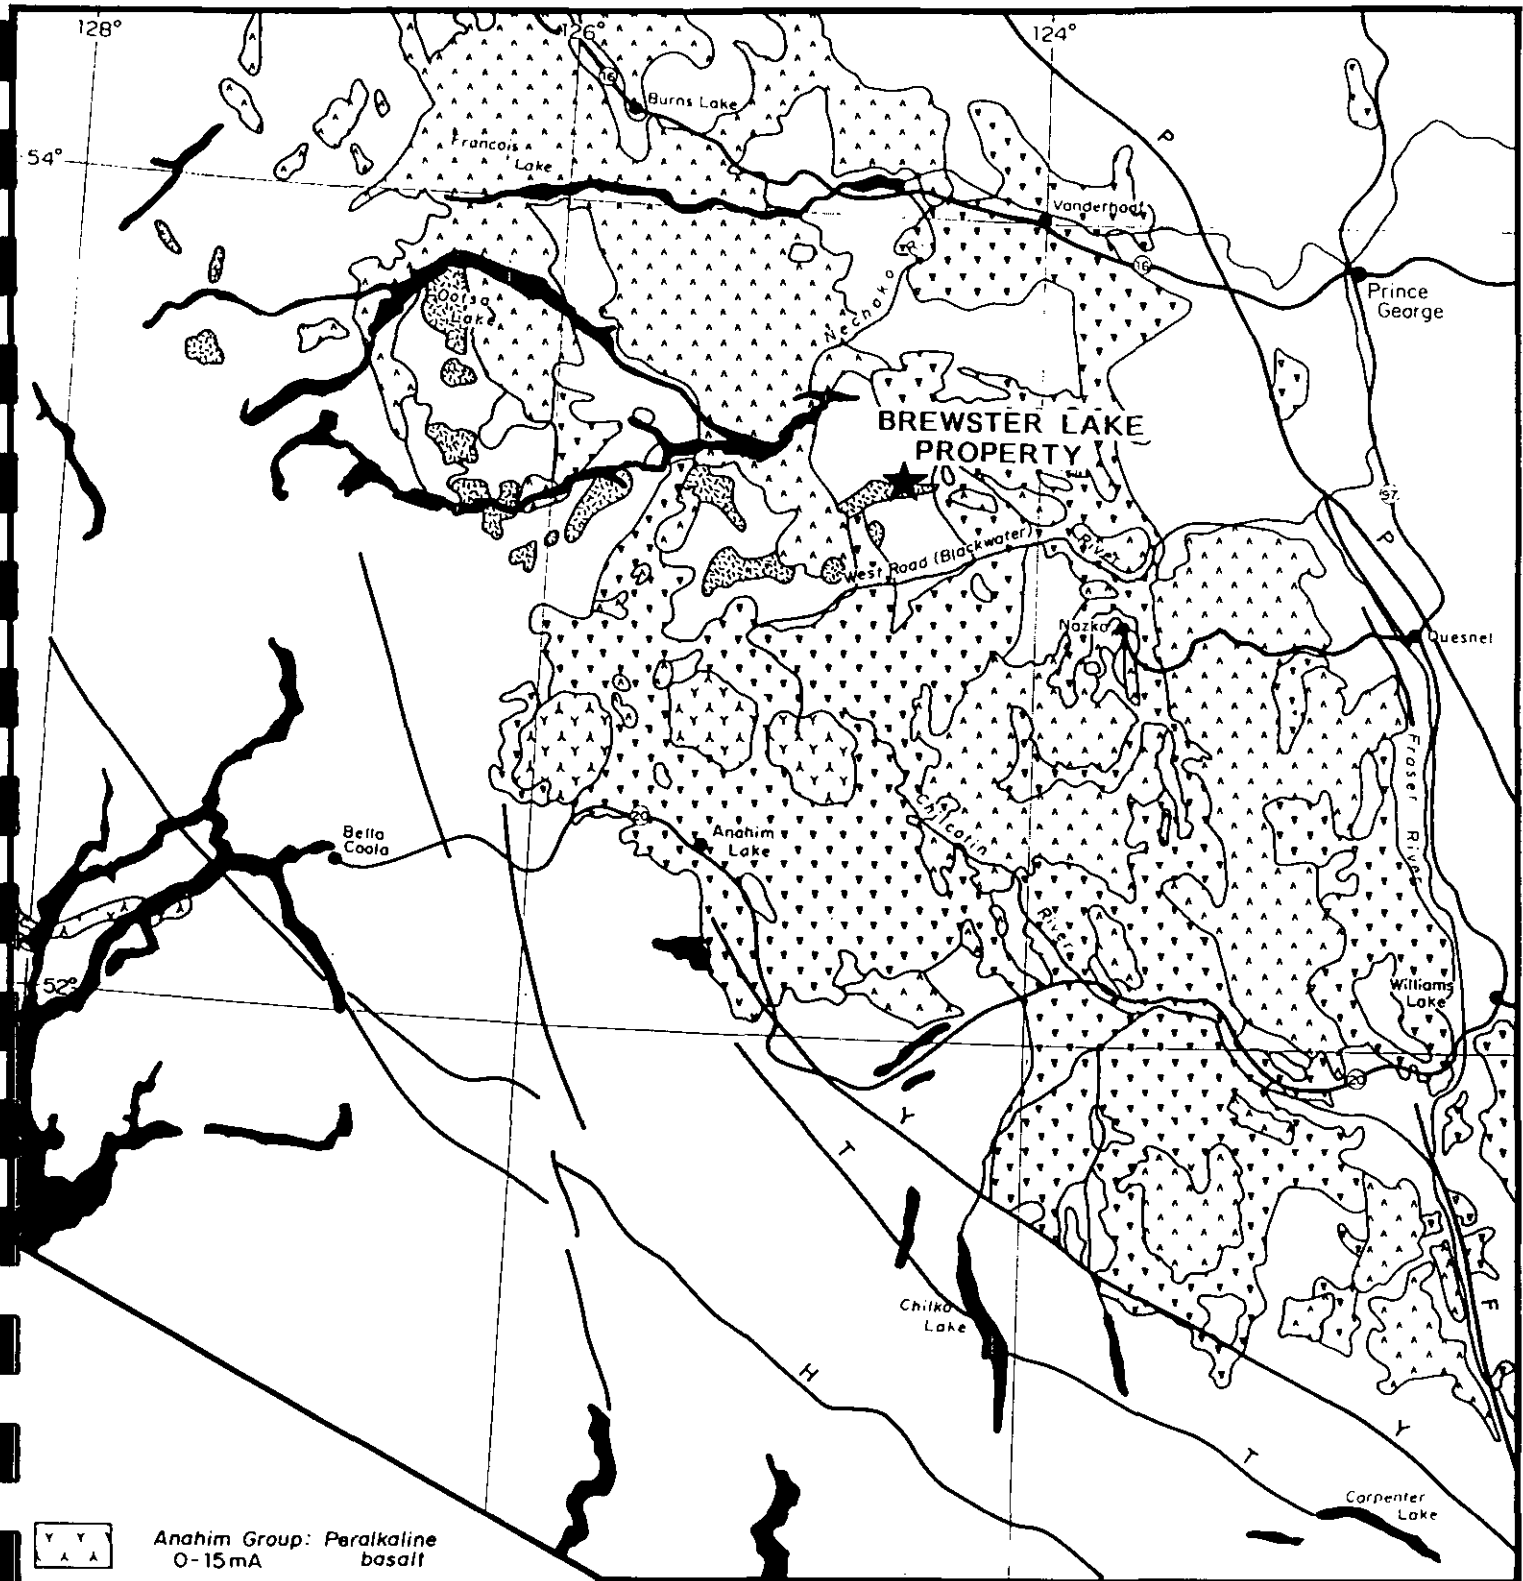 128°
126°
124°
16
Burns Lake
54°
Francois
Lake
P
Vanderhoof
Nechako R.
16
Ootsa
Lake
Prince
George
BREWSTER LAKE
PROPERTY
97
P
West Road (Blackwater)
River
Nazko
Quesnel
Fraser River
20
Chilcotin
River
Anahim
Lake
Bella
Coola
52°
Williams
Lake
20
Y
T
F
Chilko
Lake
H
Y
T
Carpenter
Lake
Anahim Group: Peralkaline
0-15mA basalt